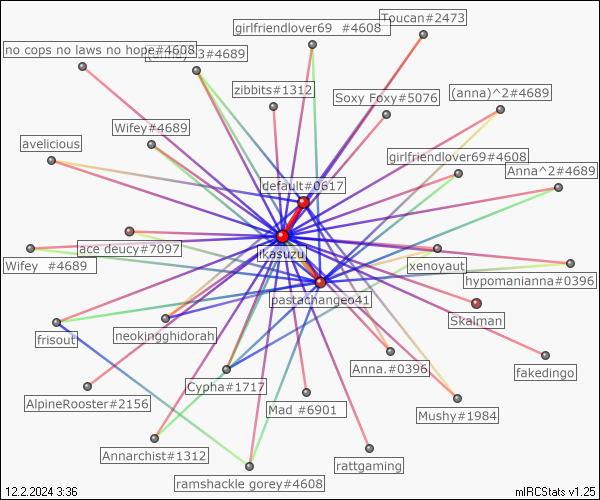 Toucan#2473
girlfriendlover69 #4608
no cops no laws no hope#4608
3#4689
zibbits#1312
Soxy Foxy#5076
(anna)^2#4689
Wifey#4689
avelicious
girlfriendlover69#4608
Anna^2#4689
default#0617
ace deucy#7097
ikasuzu
Wifey #4689
xenoyaut
hypomanianna#0396
pastachangeo41
Skalman
frisout
neokingghidorah
Anna.#0396
fakedingo
Cypha#1717
AlpineRooster#2156
Mad #6901
Mushy#1984
Annarchist#1312
rattgaming
ramshackle gorey#4608
12.2.2024 3:36
mIRCStats v1.25